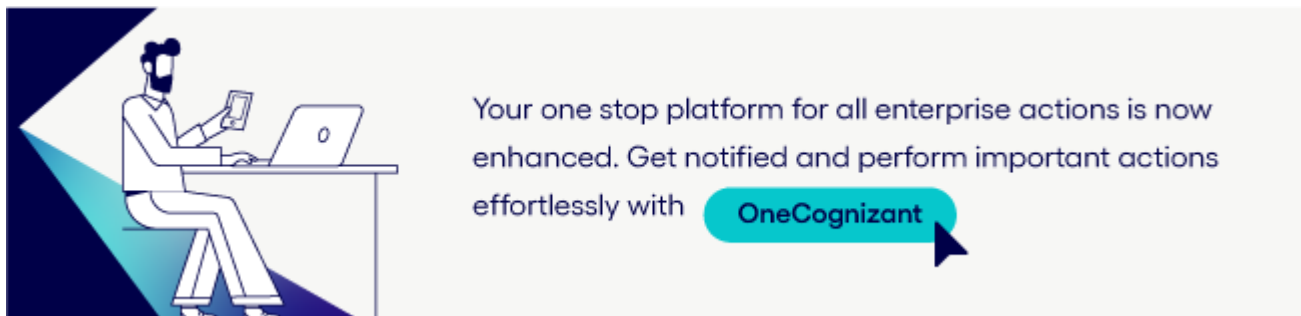 Your one stop platform for all enterprise actions is now
enhanced. Get notified and perform important actions
effortlessly with OneCognizant